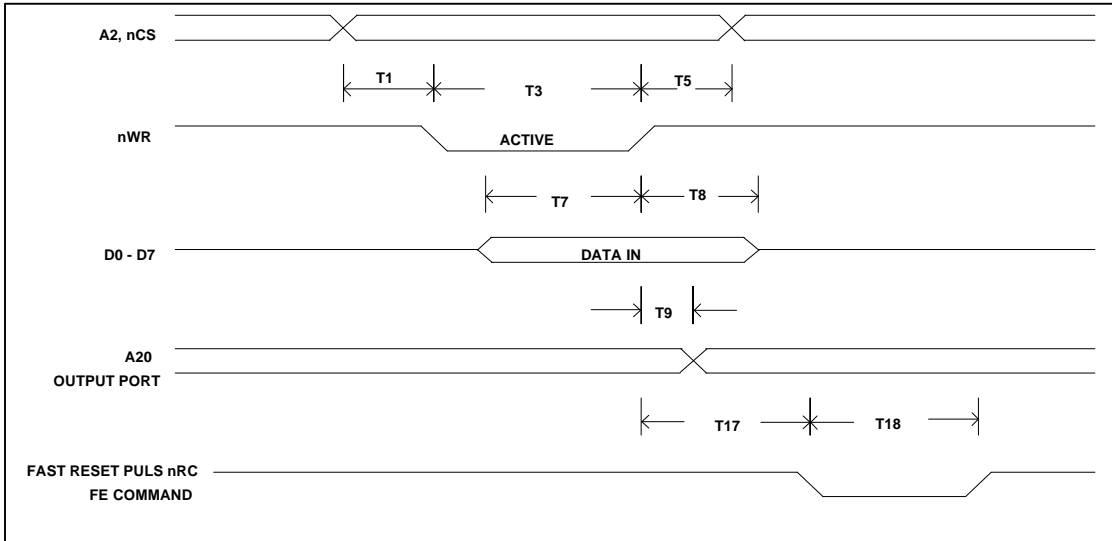 A2, nCS
T1
T3
T5
nWR
ACTIVE
T7
T8
D0 - D7
DATA IN
T9
A20
OUTPUT PORT
T17
T18
FAST RESET PULS nRC
FE COMMAND